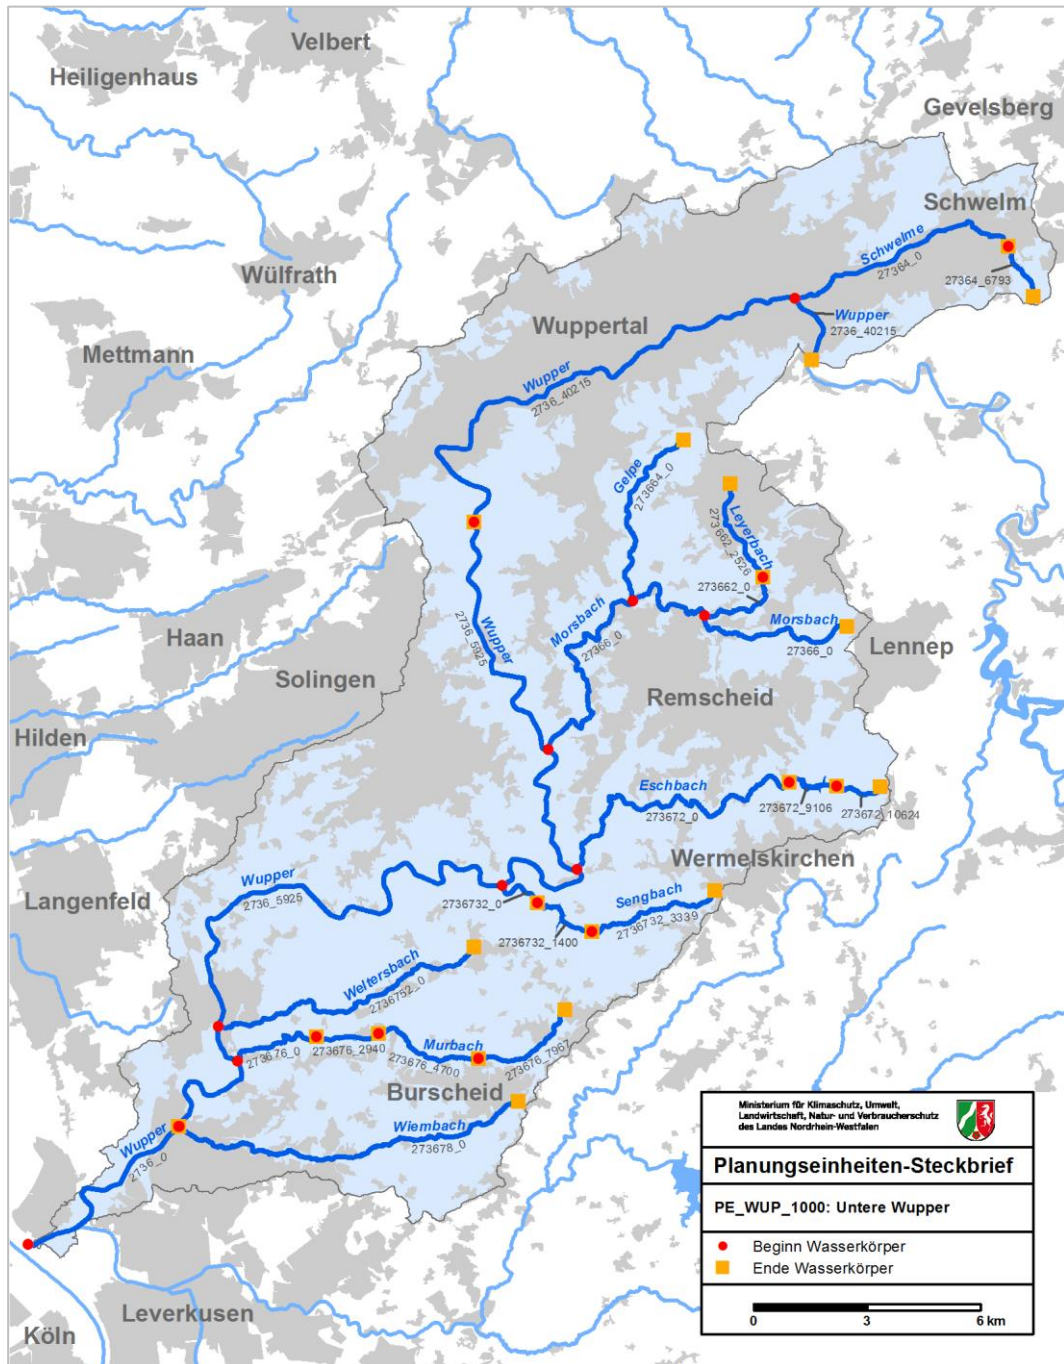 Velbert
Heiligenhaus
Gevelsberg
Schwelm
Schwelme
27364_0
27364_6793
Wülfrath
Wuppertal
Wupper
2736_40215
Mettmann
Wupper
2736_40215
Gelpe
273664_0
Leyerbach
273662_2526
273662_0
Wupper
2736_5925
Morsbach
27366_0
Morsbach
27366_0
Haan
Lennep
Solingen
Remscheid
Hilden
Eschbach
273672_0
273672_9106
273672_10624
Wermelskirchen
Langenfeld
Wupper
2736_5925
2736732_0
Sengbach
2736732_3339
2736732_1400
Weltersbach
2736752_0
273676_0
273676_2940
Murbach
273676_4700
273676_7967
Burscheid
Wiembach
273678_0
Wupper
2736_0
Leverkusen
Köln
Ministerium für Klimaschutz, Umwelt,
Landwirtschaft, Natur- und Verbraucherschutz
des Landes Nordrhein-Westfalen
Planungseinheiten-Steckbrief
PE_WUP_1000: Untere Wupper
Beginn Wasserkörper
Ende Wasserkörper
0 3 6 km